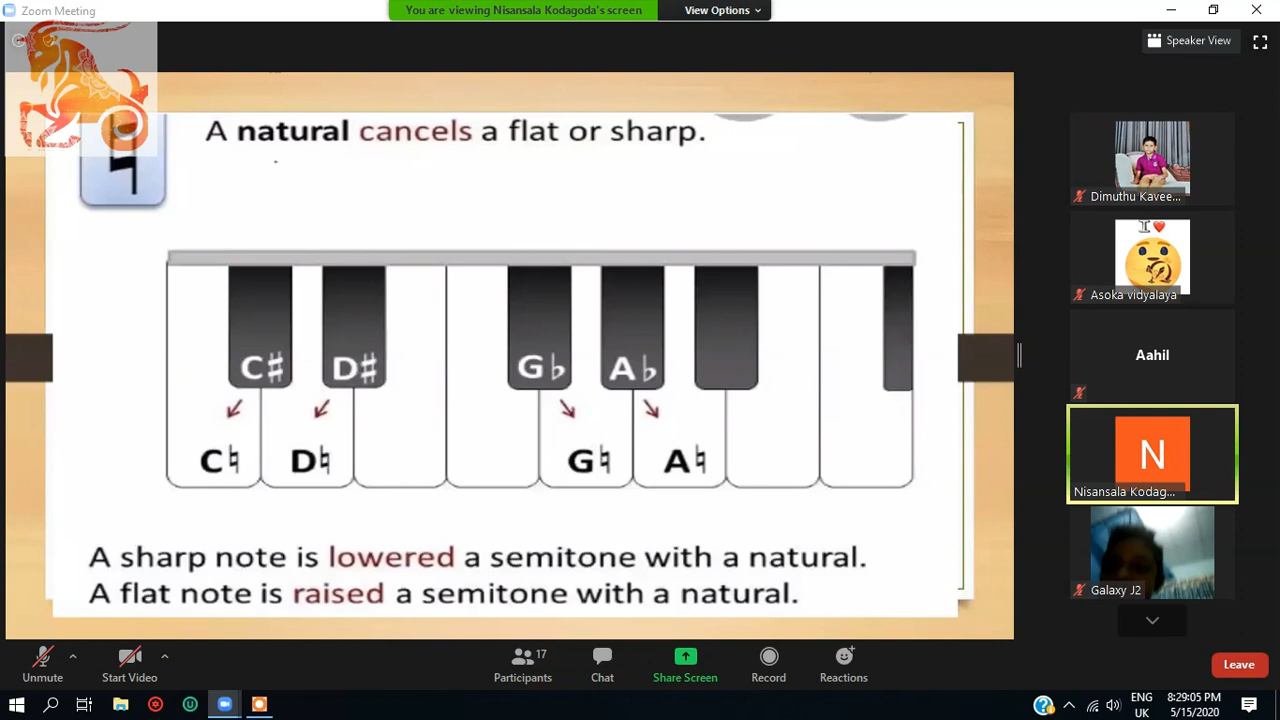 Zoom Meeting
You are viewing Nisansala Kodagoda's screen
View Options
Speaker View
A natural cancels a flat or sharp.
♮
C♯ D♯ G♭ A♭
C♮ D♮ G♮ A♮
A sharp note is lowered a semitone with a natural.
A flat note is raised a semitone with a natural.
Dimuthu Kavee...
I
Asoka vidyalaya
Aahil
N
Nisansala Kodag...
Galaxy J2
Unmute
Start Video
Participants
17
Chat
Share Screen
Record
Reactions
Leave
ENG
UK
8:29:05 PM
5/15/2020